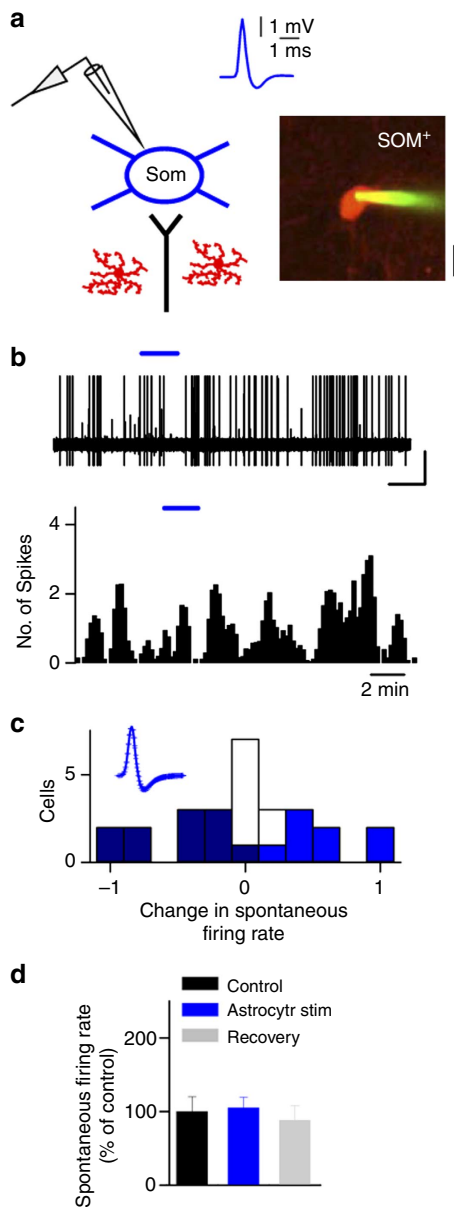 a
1 mV
1 ms
Som
SOM+
b
4
2
0
No. of Spikes
2 min
c
5
0
Cells
−1
0
1
Change in spontaneous
firing rate
d
Control
Astrocytr stim
Recovery
200
100
0
Spontaneous firing rate
(% of control)